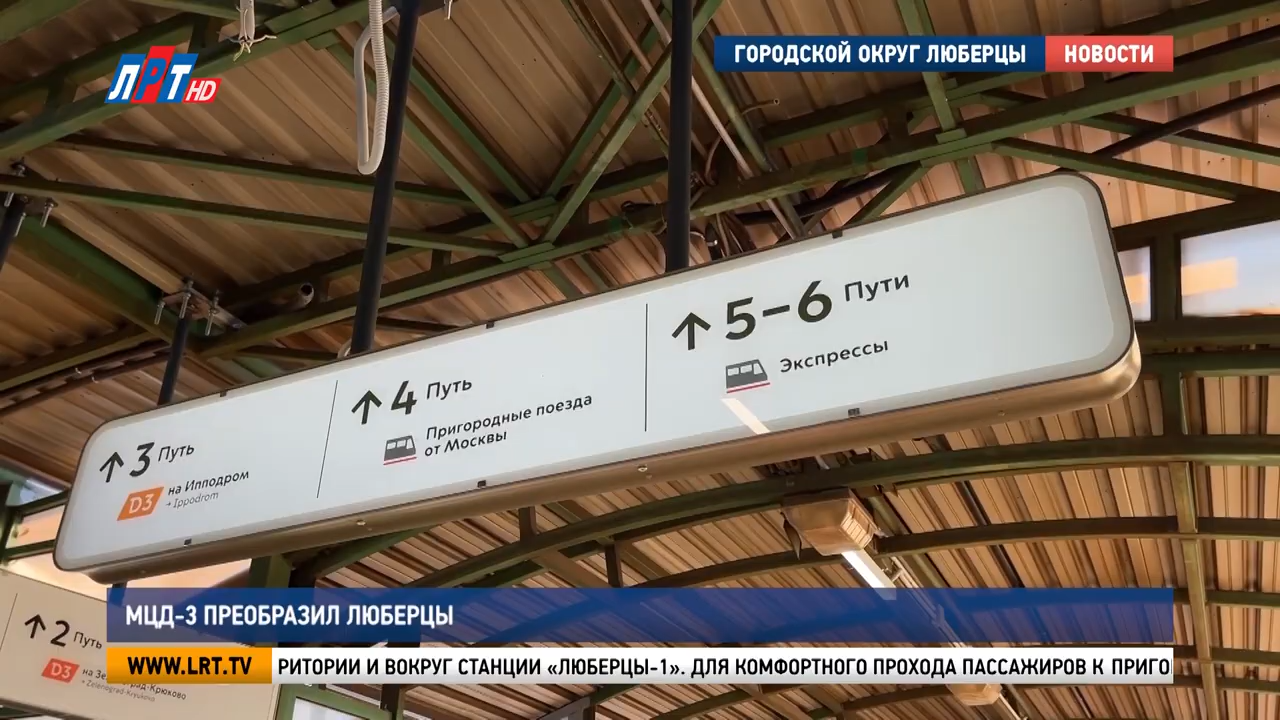 ЛРТHD
ГОРОДСКОЙ ОКРУГ ЛЮБЕРЦЫ НОВОСТИ
↑ 5–6 Пути
Экспрессы
↑ 4 Путь
Пригородные поезда
от Москвы
↑ 3 Путь
D3 на Ипподром
→ Ippodrom
↑ 2 Путь
D3
Крюково
МЦД-3 ПРЕОБРАЗИЛ ЛЮБЕРЦЫ
WWW.LRT.TV РИТОРИИ И ВОКРУГ СТАНЦИИ «ЛЮБЕРЦЫ-1». ДЛЯ КОМФОРТНОГО ПРОХОДА ПАССАЖИРОВ К ПРИГО